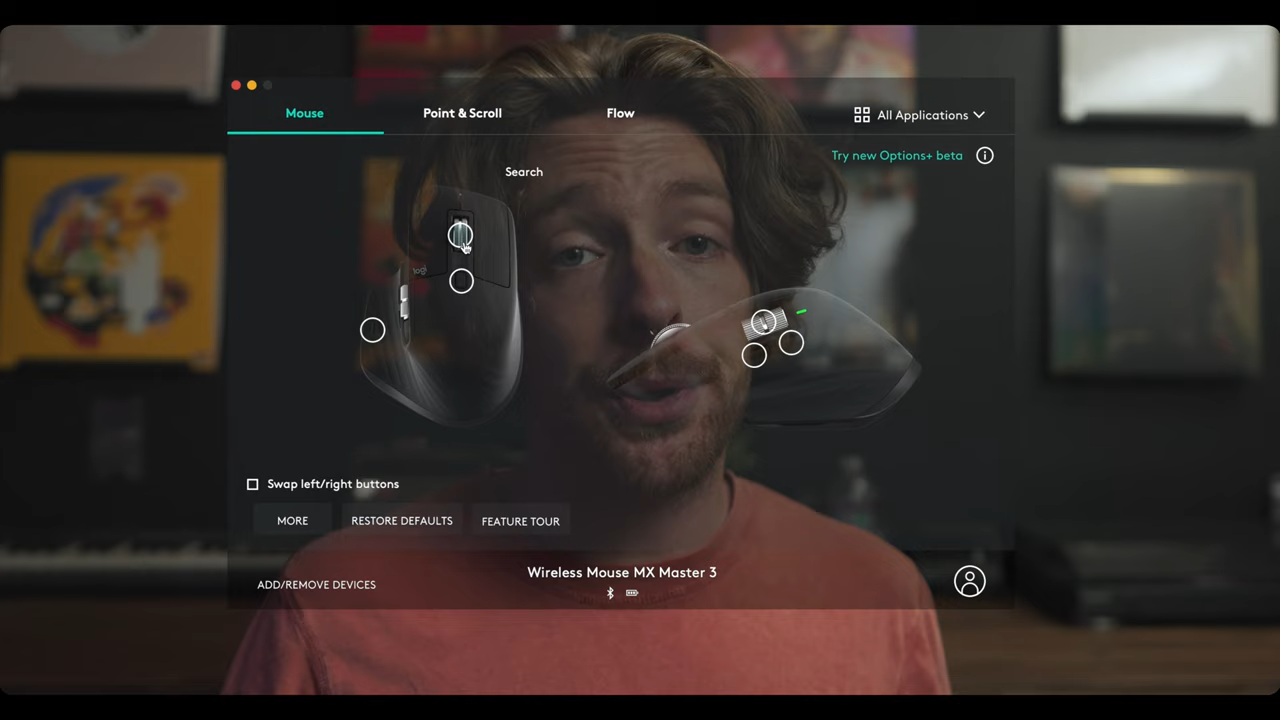 Mouse
Point & Scroll
Flow
All Applications
Try new Options+ beta
Search
logi
Swap left/right buttons
MORE
RESTORE DEFAULTS
FEATURE TOUR
ADD/REMOVE DEVICES
Wireless Mouse MX Master 3